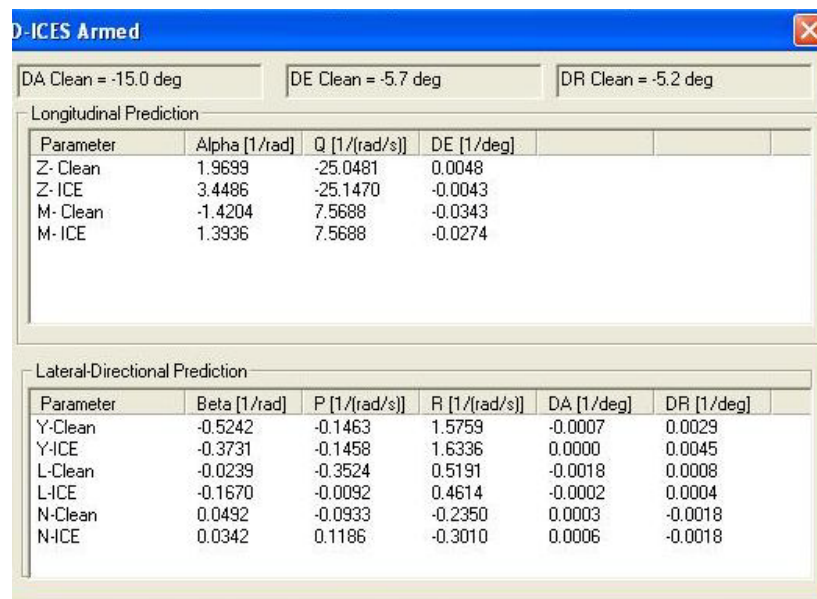 D-ICES Armed
DA Clean = -15.0 deg DE Clean = -5.7 deg DR Clean = -5.2 deg
Longitudinal Prediction
Parameter Alpha [1/rad] Q [1/(rad/s)] DE [1/deg]
Z- Clean 1.9699 -25.0481 0.0048
Z- ICE 3.4486 -25.1470 -0.0043
M- Clean -1.4204 7.5688 -0.0343
M- ICE 1.3936 7.5688 -0.0274
Lateral-Directional Prediction
Parameter Beta [1/rad] P [1/(rad/s)] R [1/(rad/s)] DA [1/deg] DR [1/deg]
Y-Clean -0.5242 -0.1463 1.5759 -0.0007 0.0029
Y-ICE -0.3731 -0.1458 1.6336 0.0000 0.0045
L-Clean -0.0239 -0.3524 0.5191 -0.0018 0.0008
L-ICE -0.1670 -0.0092 0.4614 -0.0002 0.0004
N-Clean 0.0492 -0.0933 -0.2350 0.0003 -0.0018
N-ICE 0.0342 0.1186 -0.3010 0.0006 -0.0018